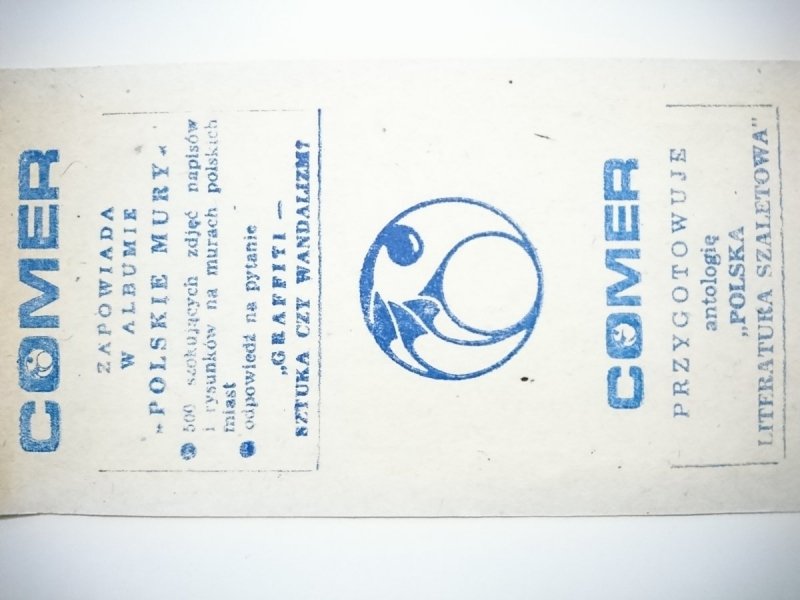 COMER
ZAPOWIADA
W ALBUMIE
„POLSKIE MURY"
● 500 szokujących zdjęć napisów
i rysunków na murach polskich
miast
● odpowiedź na pytanie
„GRAFFITI —
SZTUKA CZY WANDALIZM?
COMER
PRZYGOTOWUJE
antologię
„POLSKA
LITERATURA SZALETOWA"